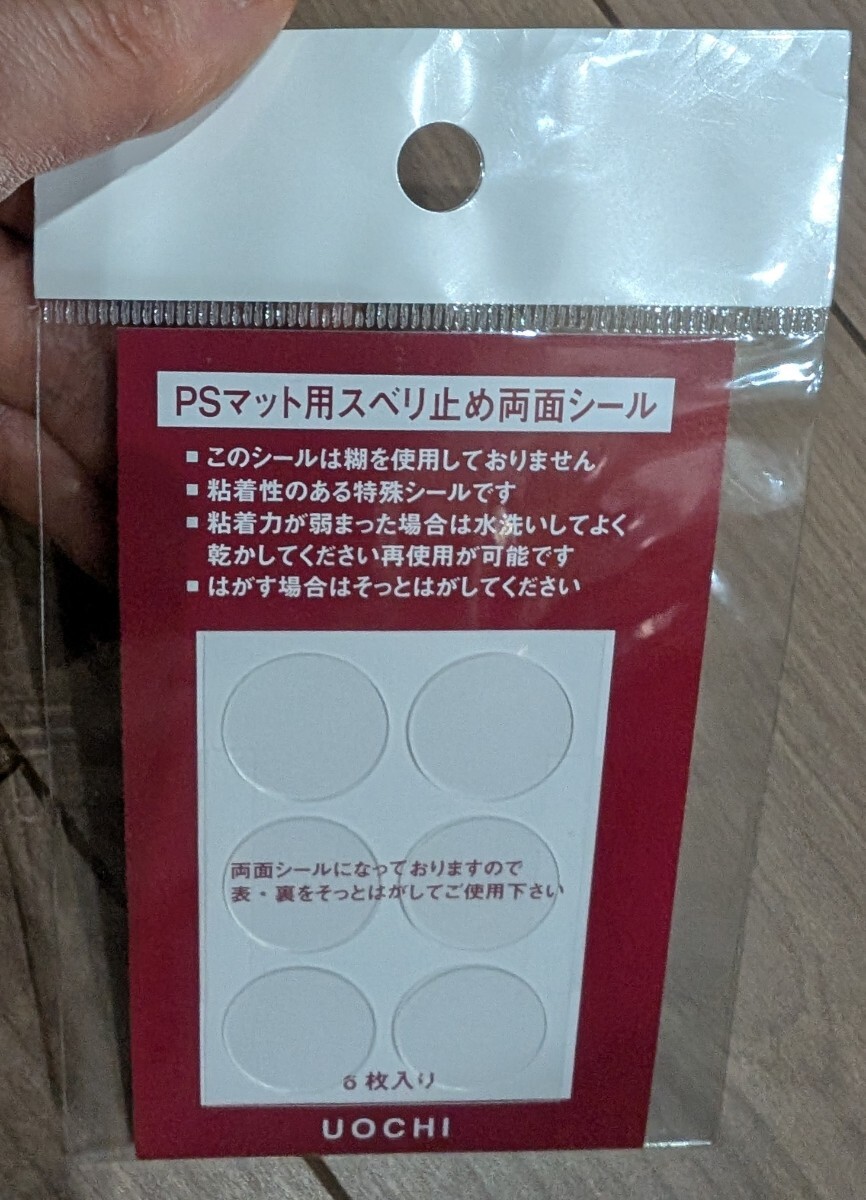 PSマット用スベリ止め両面シール
■ このシールは糊を使用しておりません
■ 粘着性のある特殊シールです
■ 粘着力が弱まった場合は水洗いしてよく
乾かしてください再使用が可能です
■ はがす場合はそっとはがしてください
両面シールになっておりますので
表・裏をそっとはがしてご使用下さい
6枚入り
UOCHI